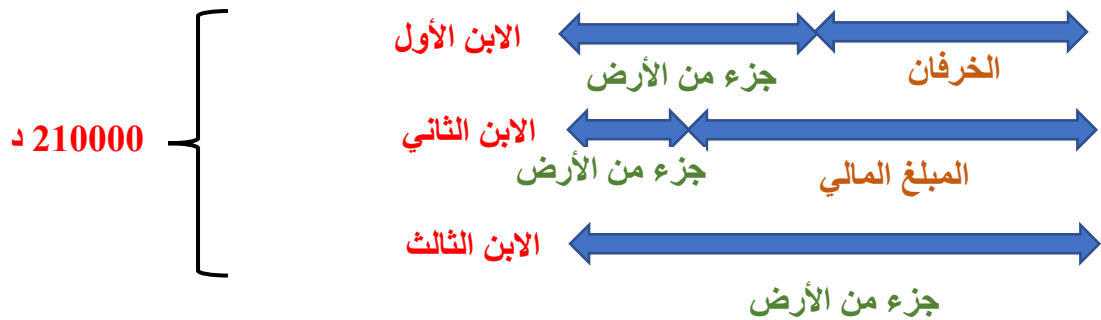 الابن الأول
الخرفان
جزء من الأرض
210000 د
الابن الثاني
المبلغ المالي
جزء من الأرض
الابن الثالث
جزء من الأرض